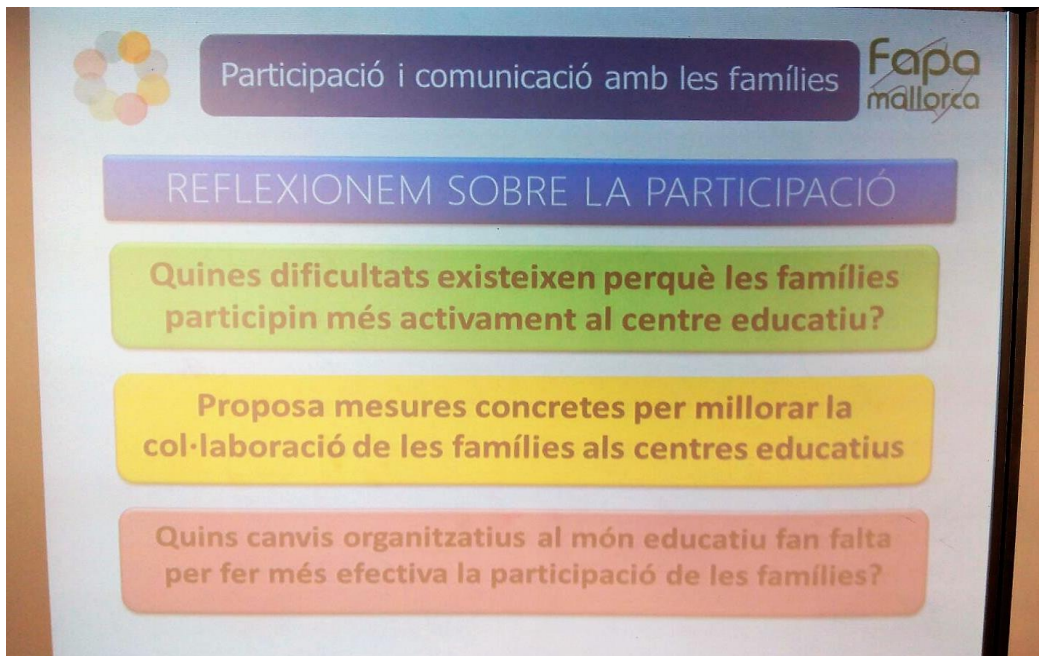 Participació i comunicació amb les famílies
Fapa
mallorca
REFLEXIONEM SOBRE LA PARTICIPACIÓ
Quines dificultats existeixen perquè les famílies
participin més activament al centre educatiu?
Proposa mesures concretes per millorar la
col·laboració de les famílies als centres educatius
Quins canvis organitzatius al món educatiu fan falta
per fer més efectiva la participació de les famílies?